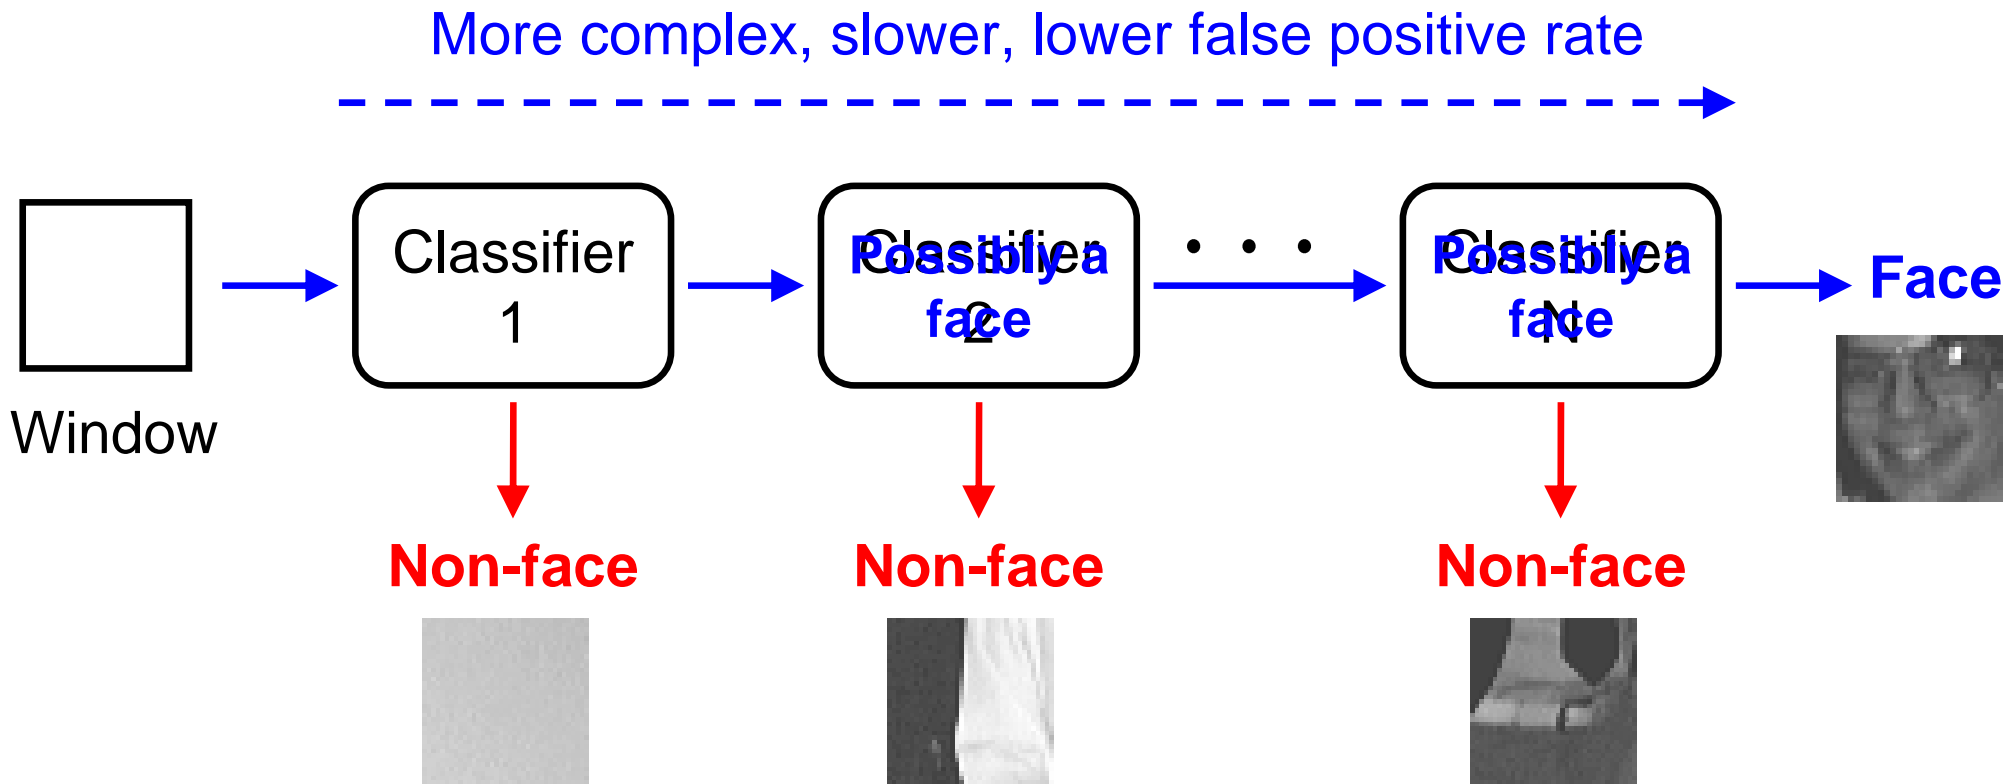 More complex, slower, lower false positive rate
Classifier
1
Classifier
2
Possibly a
face
. . .
Classifier
N
Possibly a
face
Face
Window
Non-face
Non-face
Non-face